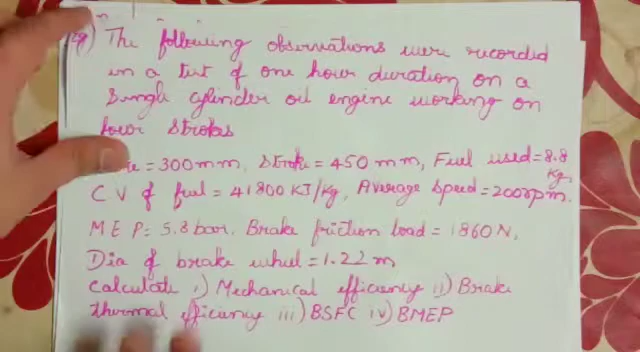 The following observations were recorded
in a test of one hour duration on a
Single cylinder oil engine working on
four strokes
= 300mm, Stroke = 450 mm, Fuel used = 8.8
kg,
C V of fuel = 41800 KJ/kg, Average Speed = 200rpm.
M E P = 5.8 bar, Brake friction load = 1860 N,
Dia of brake wheel = 1.22 m
Calculate i) Mechanical efficiency ii) Brake
thermal efficiency iii) BSFC iv) BMEP